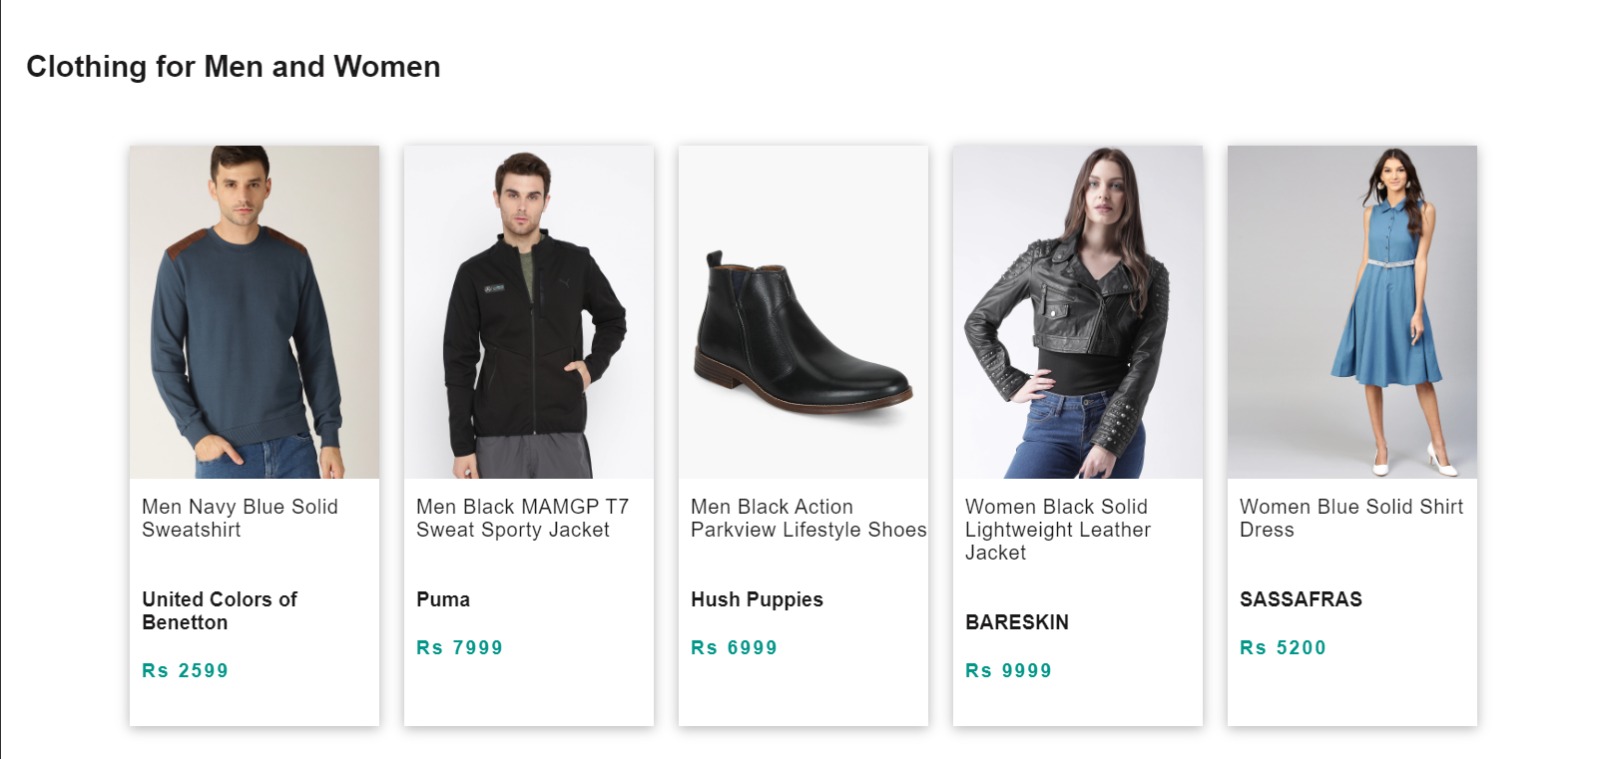 Clothing for Men and Women
Men Navy Blue Solid
Sweatshirt
United Colors of
Benetton
Rs 2599
Men Black MAMGP T7
Sweat Sporty Jacket
Puma
Rs 7999
Men Black Action
Parkview Lifestyle Shoes
Hush Puppies
Rs 6999
Women Black Solid
Lightweight Leather
Jacket
BARESKIN
Rs 9999
Women Blue Solid Shirt
Dress
SASSAFRAS
Rs 5200